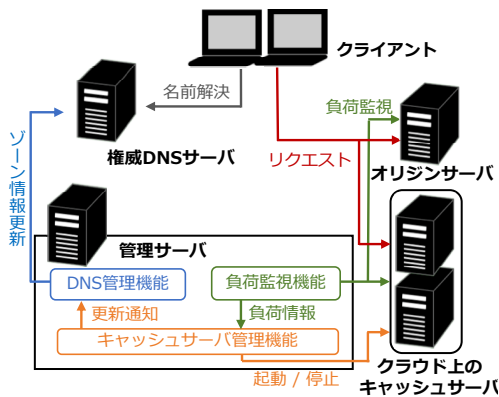 クライアント
名前解決
負荷監視
権威DNSサーバ
リクエスト
オリジンサーバ
ゾーン情報更新
管理サーバ
DNS管理機能
負荷監視機能
更新通知
負荷情報
キャッシュサーバ管理機能
起動 / 停止
クラウド上の
キャッシュサーバ